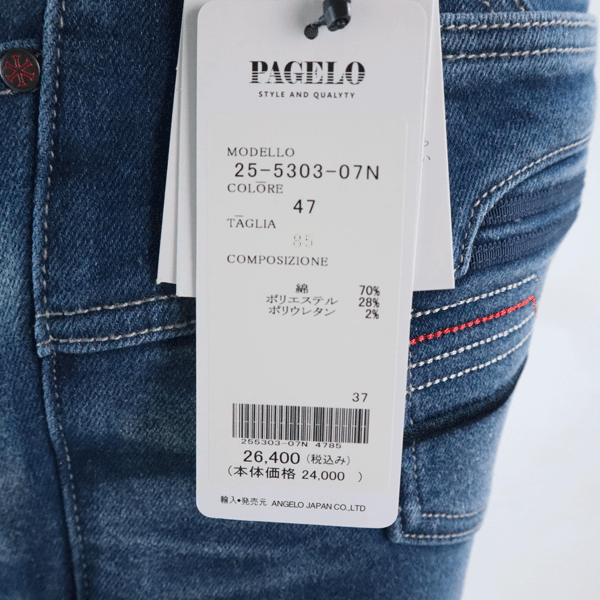 PAGELO
STYLE AND QUALYTY
MODELLO
25-5303-07N
COLORE
47
TAGLIA
85
COMPOSIZIONE
綿 70%
ポリエステル 28%
ポリウレタン 2%
37
255303-07N 4785
26,400 (税込み)
(本体価格 24,000 )
輸入•発売元 ANGELO JAPAN CO.,LTD